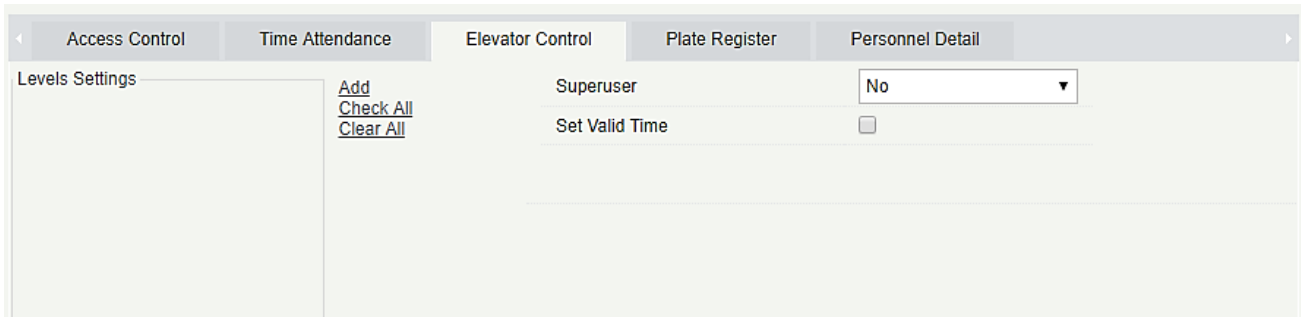 Access Control Time Attendance Elevator Control Plate Register Personnel Detail
Levels Settings
Add
Check All
Clear All
Superuser No
Set Valid Time